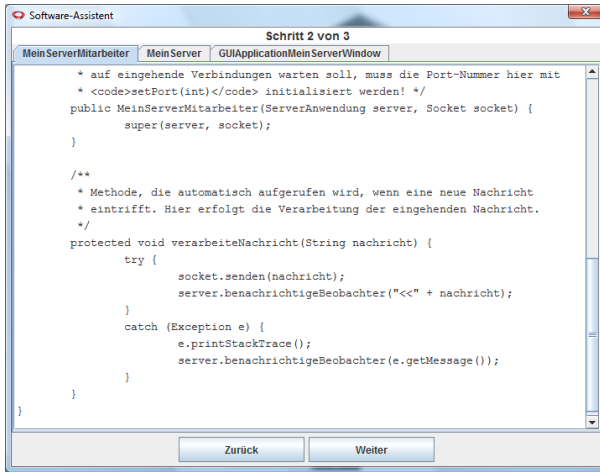 Software-Assistent
Schritt 2 von 3
MeinServerMitarbeiter MeinServer GUIApplicationMeinServerWindow
* auf eingehende Verbindungen warten soll, muss die Port-Nummer hier mit
* <code>setPort(int)</code> initialisiert werden! */
public MeinServerMitarbeiter(ServerAnwendung server, Socket socket) {
super(server, socket);
}
/**
* Methode, die automatisch aufgerufen wird, wenn eine neue Nachricht
* eintrifft. Hier erfolgt die Verarbeitung der eingehenden Nachricht.
*/
protected void verarbeiteNachricht(String nachricht) {
try {
socket.senden(nachricht);
server.benachrichtigeBeobachter("<<" + nachricht);
}
catch (Exception e) {
e.printStackTrace();
server.benachrichtigeBeobachter(e.getMessage());
}
}
}
Zurück Weiter